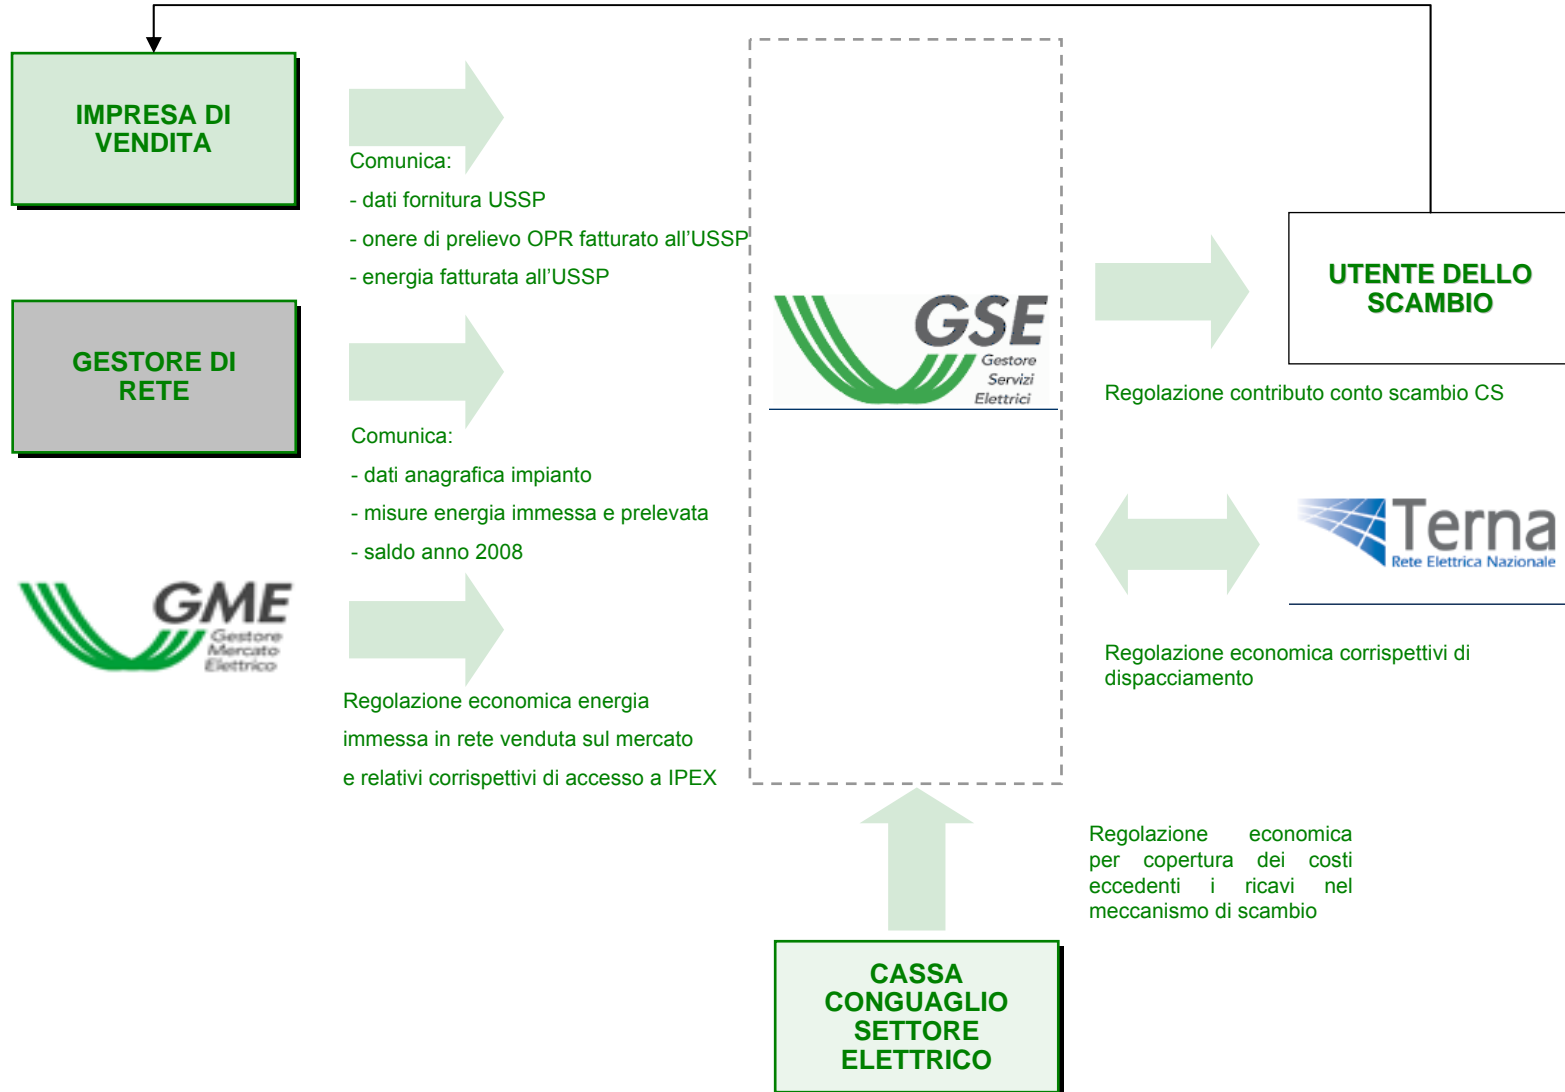 IMPRESA DI
VENDITA
Comunica:
- dati fornitura USSP
- onere di prelievo OPR fatturato all’USSP
- energia fatturata all’USSP
GESTORE DI
RETE
Comunica:
- dati anagrafica impianto
- misure energia immessa e prelevata
- saldo anno 2008
GME
Gestore
Mercato
Elettrico
Regolazione economica energia
immessa in rete venduta sul mercato
e relativi corrispettivi di accesso a IPEX
GSE
Gestore
Servizi
Elettrici
UTENTE DELLO
SCAMBIO
Regolazione contributo conto scambio CS
Terna
Rete Elettrica Nazionale
Regolazione economica corrispettivi di
dispacciamento
Regolazione economica
per copertura dei costi
eccedenti i ricavi nel
meccanismo di scambio
CASSA
CONGUAGLIO
SETTORE
ELETTRICO